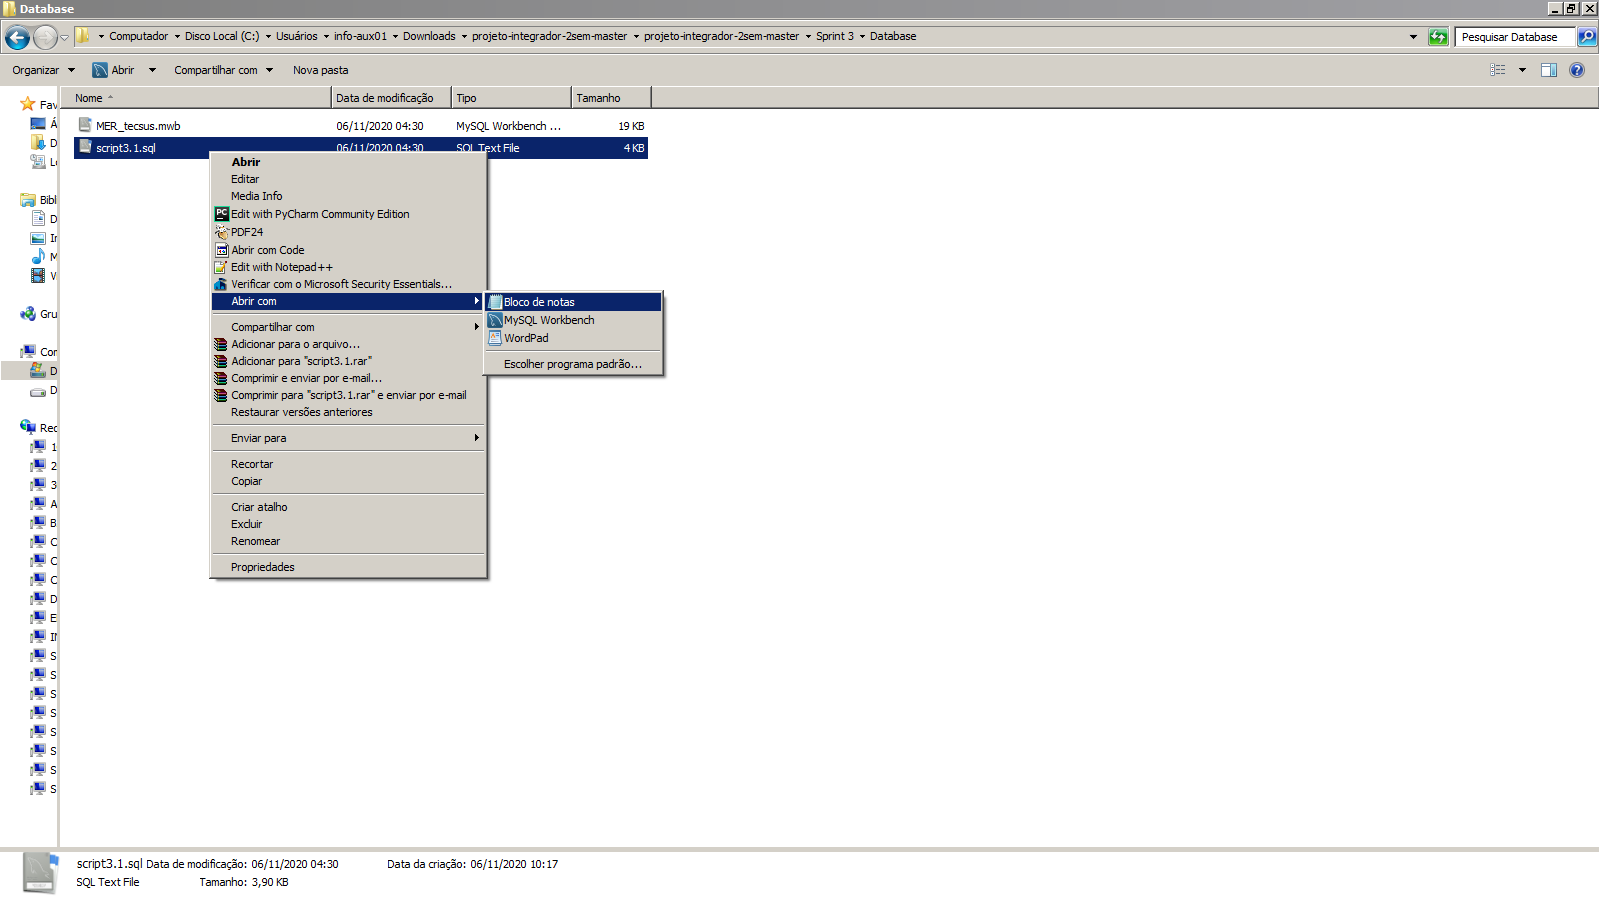 Database
Computador Disco Local (C:) Usuários info-aux01 Downloads projeto-integrador-2sem-master projeto-integrador-2sem-master Sprint 3 Database
Pesquisar Database
Organizar Abrir Compartilhar com Nova pasta
Nome Data de modificação Tipo Tamanho
MER_tecsus.mwb 06/11/2020 04:30 MySQL Workbench ... 19 KB
script3.1.sql 06/11/2020 04:30 SQL Text File 4 KB
Fav
Á
D
Lo
Bibl
D
Ir
M
V
Gru
Con
D
D
Rec
1
2
3
A
B
C
C
C
D
E
IN
S
S
S
S
S
S
S
S
Abrir
Editar
Media Info
Edit with PyCharm Community Edition
PDF24
Abrir com Code
Edit with Notepad++
Verificar com o Microsoft Security Essentials...
Abrir com
Compartilhar com
Adicionar para o arquivo...
Adicionar para "script3.1.rar"
Comprimir e enviar por e-mail...
Comprimir para "script3.1.rar" e enviar por e-mail
Restaurar versões anteriores
Enviar para
Recortar
Copiar
Criar atalho
Excluir
Renomear
Propriedades
Bloco de notas
MySQL Workbench
WordPad
Escolher programa padrão...
script3.1.sql Data de modificação: 06/11/2020 04:30 Data da criação: 06/11/2020 10:17
SQL Text File Tamanho: 3,90 KB